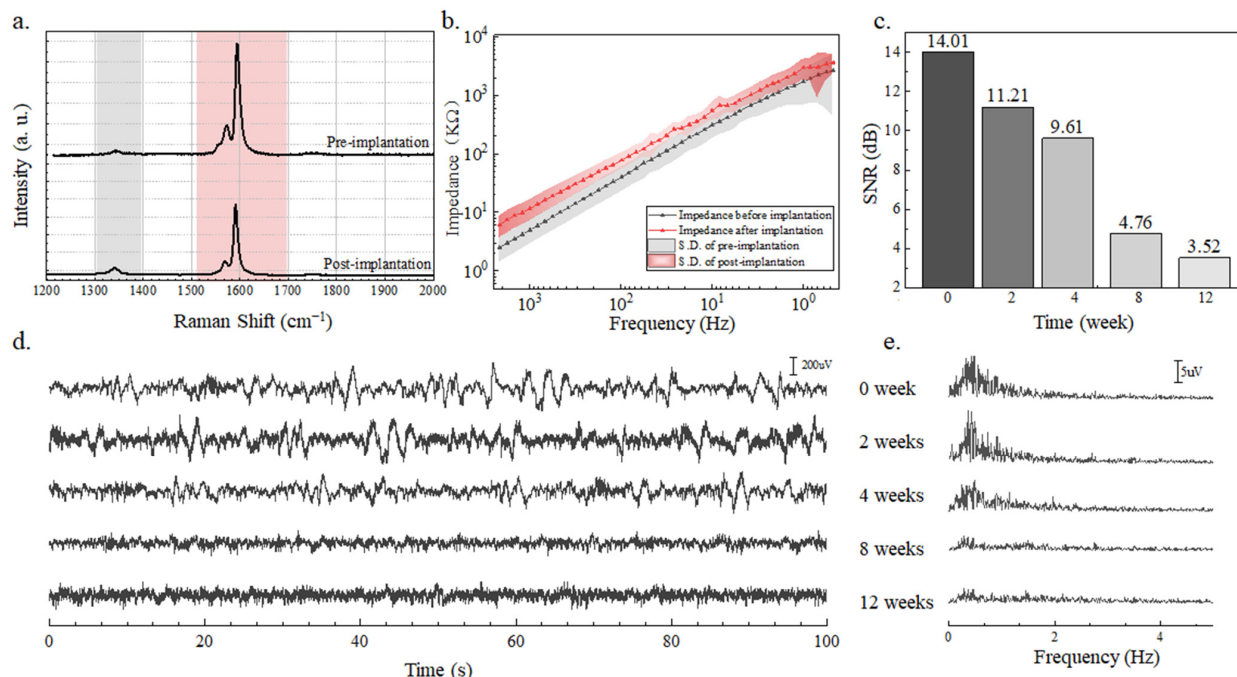 a.
Intensity (a. u.)
Pre-implantation
Post-implantation
1200 1300 1400 1500 1600 1700 1800 1900 2000
Raman Shift (cm⁻¹)
b.
Impedance (KΩ)
10⁴
10³
10²
10¹
10⁰
Impedance before implantation
Impedance after implantation
S.D. of pre-implantation
S.D. of post-implantation
10³ 10² 10¹ 10⁰
Frequency (Hz)
c.
SNR (dB)
14
12
10
8
6
4
2
14.01
11.21
9.61
4.76
3.52
0 2 4 8 12
Time (week)
d.
200uV
0 20 40 60 80 100
Time (s)
e.
5uV
0 week
2 weeks
4 weeks
8 weeks
12 weeks
0 2 4
Frequency (Hz)